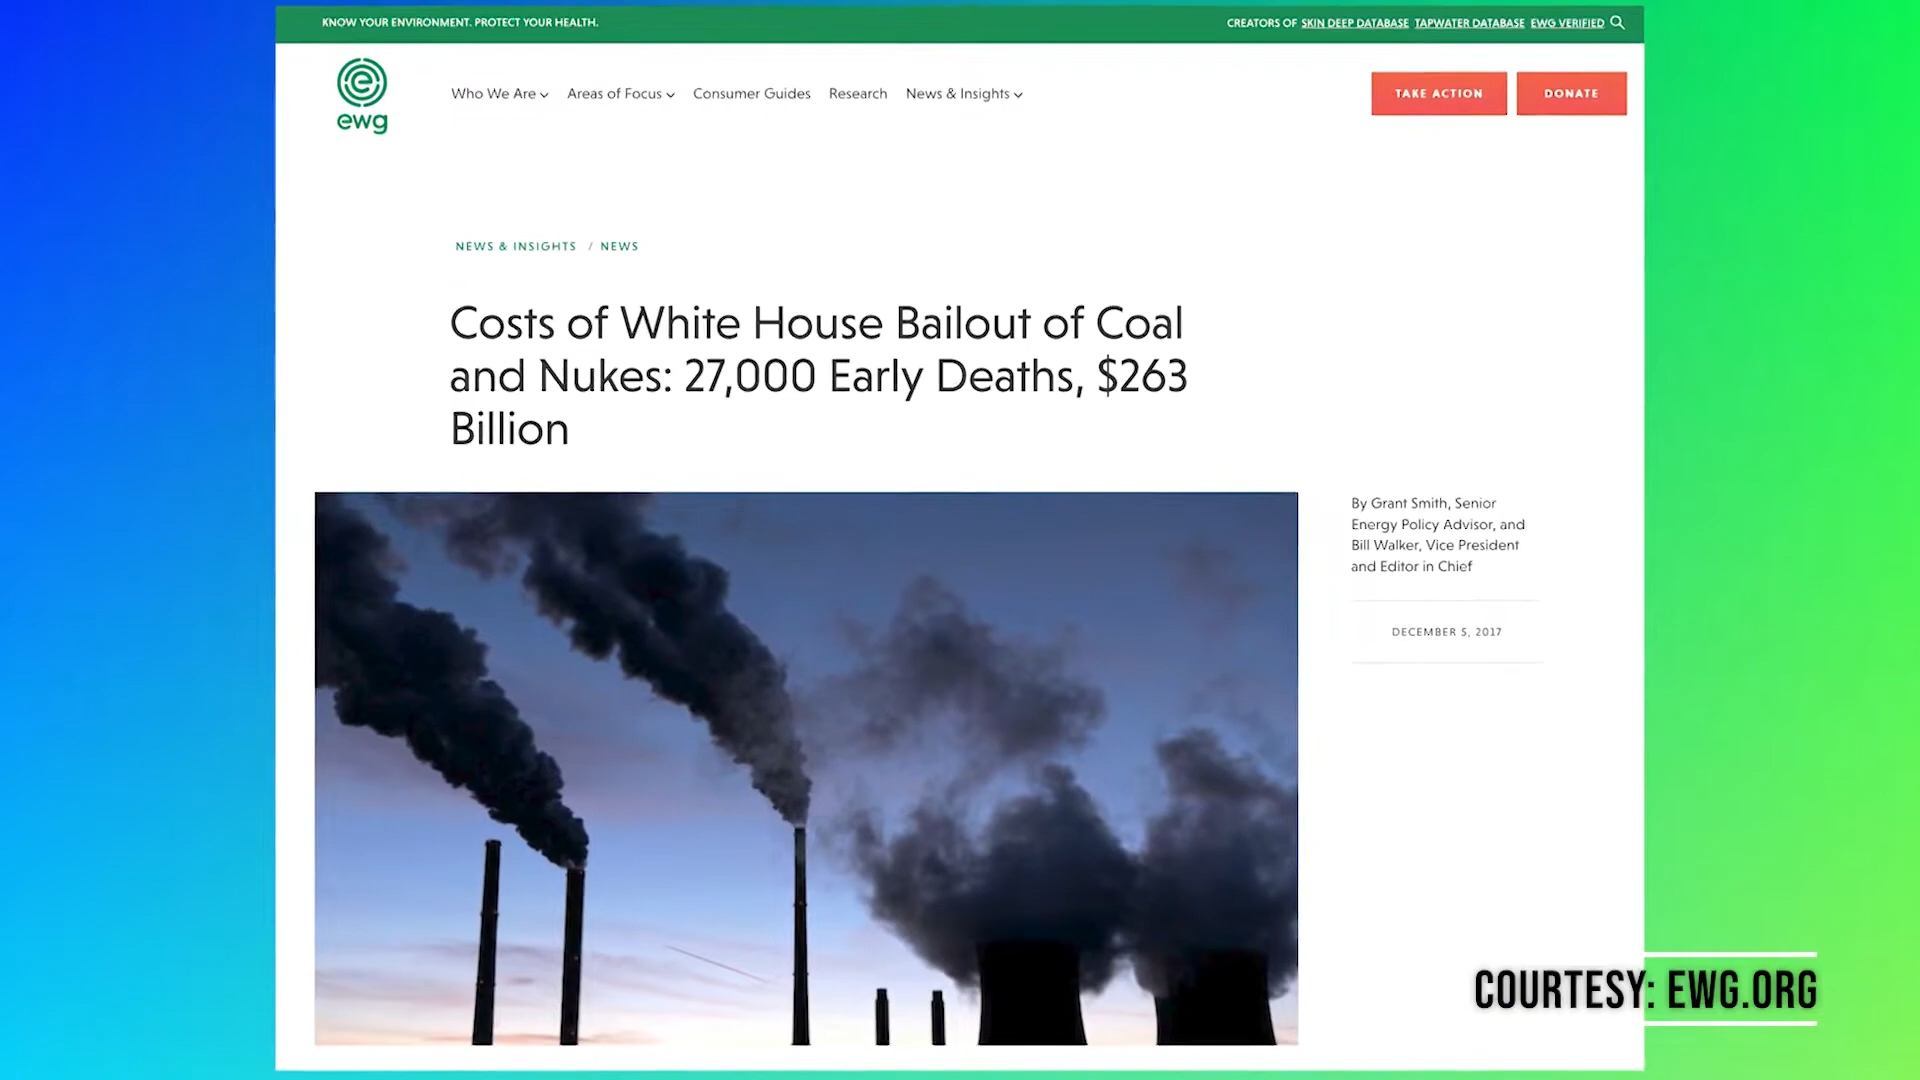 KNOW YOUR ENVIRONMENT. PROTECT YOUR HEALTH.
CREATORS OF SKIN DEEP DATABASE TAPWATER DATABASE EWG VERIFIED
ewg
Who We Are Areas of Focus Consumer Guides Research News & Insights
TAKE ACTION DONATE
NEWS & INSIGHTS / NEWS
Costs of White House Bailout of Coal
and Nukes: 27,000 Early Deaths, $263
Billion
By Grant Smith, Senior
Energy Policy Advisor, and
Bill Walker, Vice President
and Editor in Chief
DECEMBER 5, 2017
COURTESY: EWG.ORG